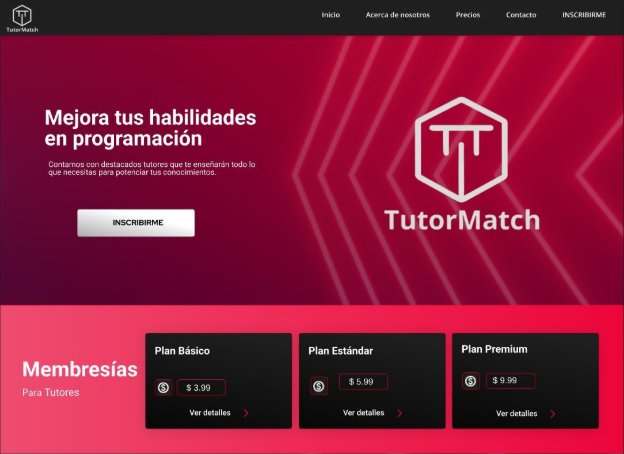 TutorMatch
Inicio
Acerca de nosotros
Precios
Contacto
INSCRIBIRME
Mejora tus habilidades
en programación
Contamos con destacados tutores que te enseñarán todo lo
que necesitas para potenciar tus conocimientos.
INSCRIBIRME
TutorMatch
Membresías
Para Tutores
Plan Básico
$ 3.99
Ver detalles
Plan Estándar
$ 5.99
Ver detalles
Plan Premium
$ 9.99
Ver detalles